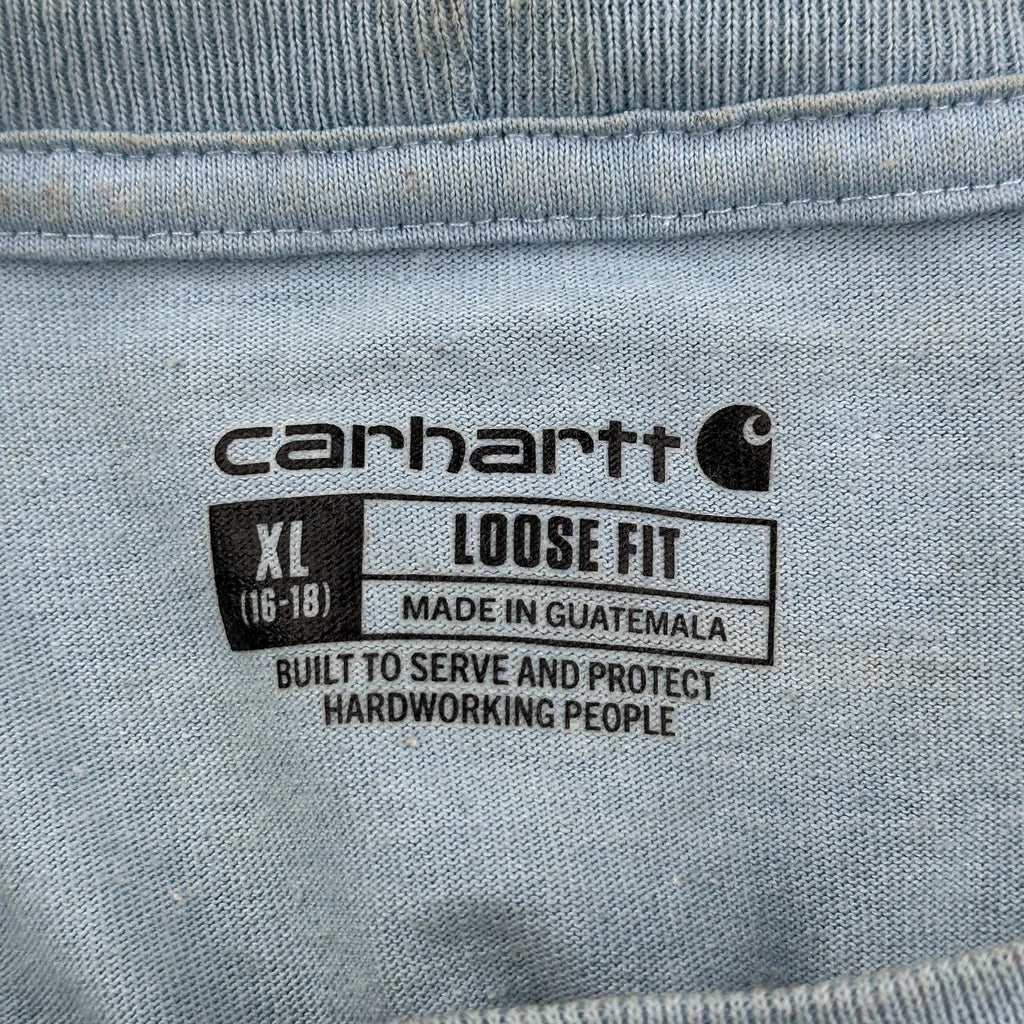 carhartt
XL
(16-18)
LOOSE FIT
MADE IN GUATEMALA
BUILT TO SERVE AND PROTECT
HARDWORKING PEOPLE